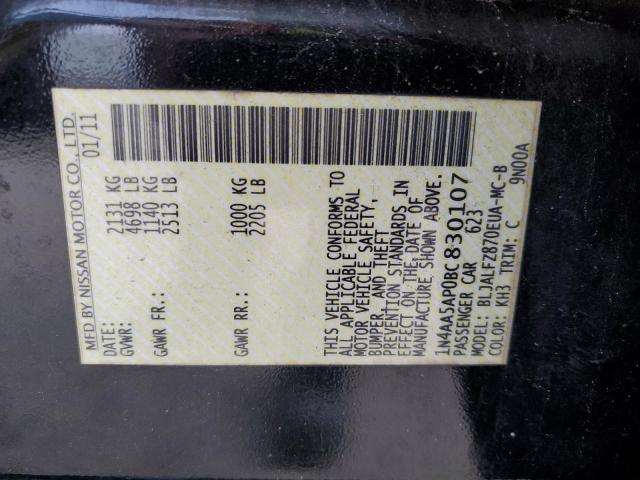 MFD BY NISSAN MOTOR CO., LTD.
DATE: 01/11
GVWR: 2131 KG
4698 LB
GAWR FR.: 1140 KG
2513 LB
GAWR RR: 1000 KG
2205 LB
THIS VEHICLE CONFORMS TO
ALL APPLICABLE FEDERAL
MOTOR VEHICLE SAFETY,
BUMPER, AND THEFT
PREVENTION STANDARDS IN
EFFECT ON THE DATE OF
MANUFACTURE SHOWN ABOVE.
1N4AA5AP0BC830107
PASSENGER CAR 623
MODEL: BLJALFZ870EUA-MC-B
COLOR: KH3 TRIM: C 9N00A